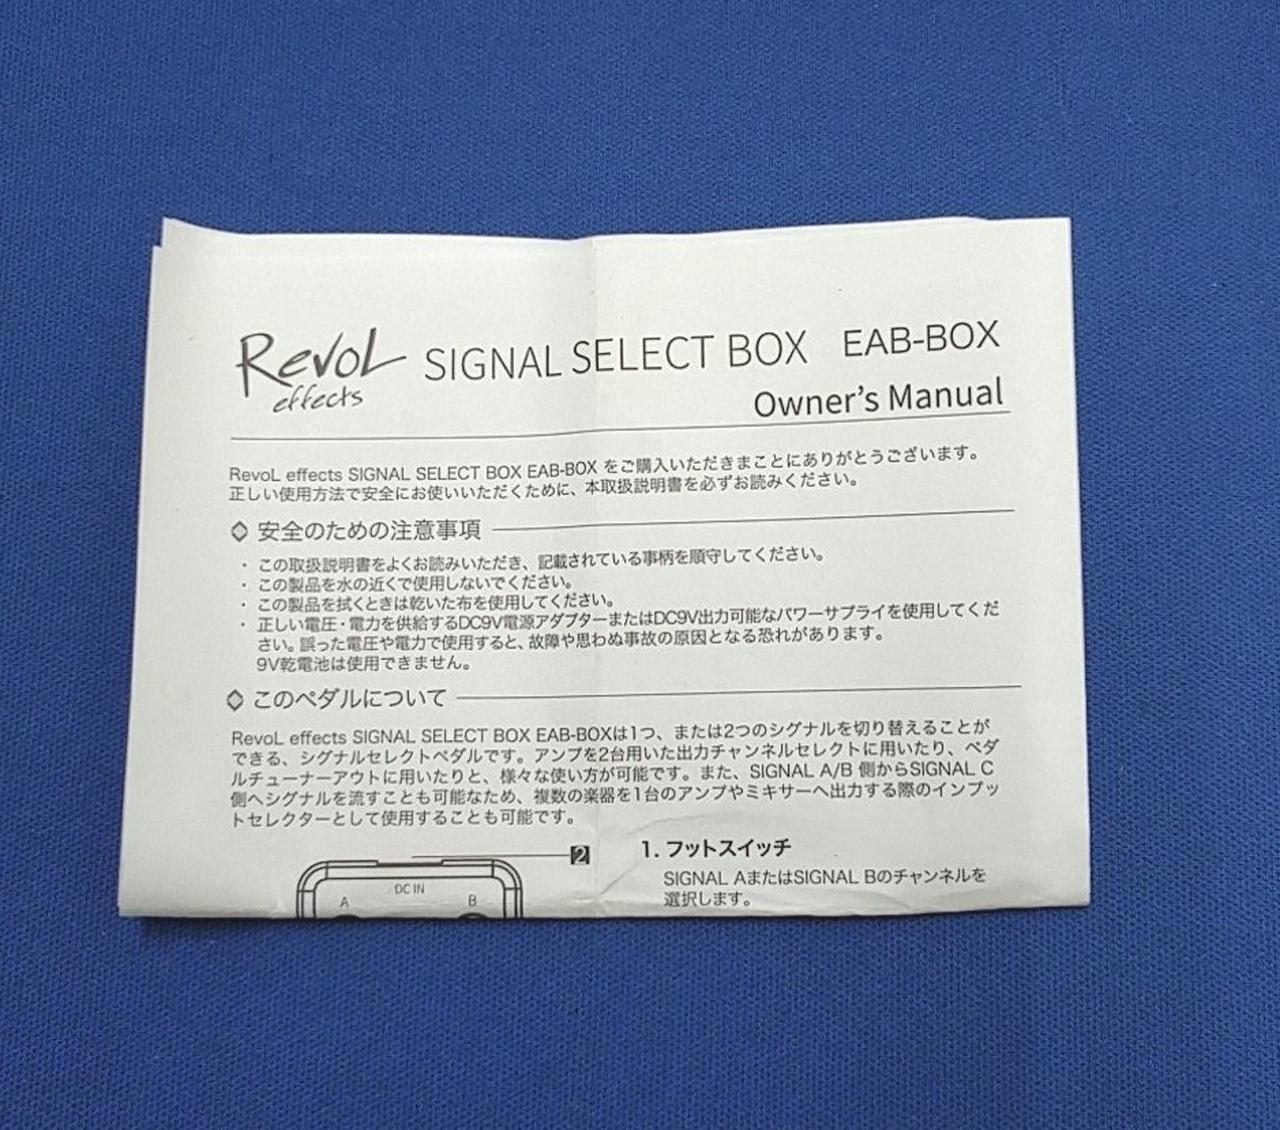 RevoL effects SIGNAL SELECT BOX EAB-BOX
Owner's Manual
RevoL effects SIGNAL SELECT BOX EAB-BOX をご購入いただきまことにありがとうございます。
正しい使用方法で安全にお使いいただくために、本取扱説明書を必ずお読みください。
安全のための注意事項
・ この取扱説明書をよくお読みいただき、記載されている事柄を順守してください。
・ この製品を水の近くで使用しないでください。
・ この製品を拭くときは乾いた布を使用してください。
・ 正しい電圧・電力を供給するDC9V電源アダプターまたはDC9V出力可能なパワーサプライを使用してくだ
さい。誤った電圧や電力で使用すると、故障や思わぬ事故の原因となる恐れがあります。
9V乾電池は使用できません。
このペダルについて
RevoL effects SIGNAL SELECT BOX EAB-BOXは1つ、または2つのシグナルを切り替えることが
できる、シグナルセレクトペダルです。アンプを2台用いた出力チャンネルセレクトに用いたり、ペダ
ルチューナーアウトに用いたりと、様々な使い方が可能です。また、SIGNAL A/B 側からSIGNAL C
側へシグナルを流すことも可能なため、複数の楽器を1台のアンプやミキサーへ出力する際のインプッ
トセレクターとして使用することも可能です。
2
DC IN
A B
1. フットスイッチ
SIGNAL AまたはSIGNAL Bのチャンネルを
選択します。